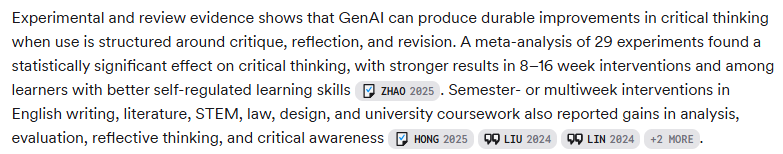 Experimental and review evidence shows that GenAI can produce durable improvements in critical thinking
when use is structured around critique, reflection, and revision. A meta-analysis of 29 experiments found a
statistically significant effect on critical thinking, with stronger results in 8–16 week interventions and among
learners with better self-regulated learning skills ZHAO 2025 . Semester- or multiweek interventions in
English writing, literature, STEM, law, design, and university coursework also reported gains in analysis,
evaluation, reflective thinking, and critical awareness HONG 2025 LIU 2024 LIN 2024 +2 MORE .